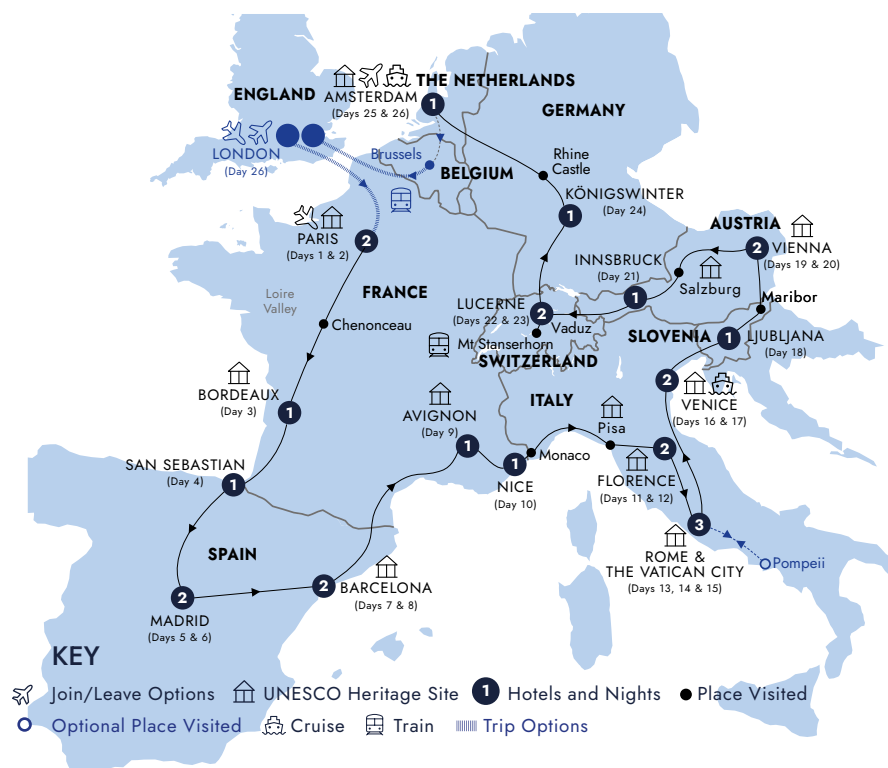 THE NETHERLANDS
ENGLAND
AMSTERDAM
(Days 25 & 26)
1
GERMANY
LONDON
(Day 26)
Brussels
BELGIUM
Rhine
Castle
KÖNIGSWINTER
(Day 24)
1
PARIS
(Days 1 & 2)
2
AUSTRIA
VIENNA
(Days 19 & 20)
2
INNSBRUCK
(Day 21)
1
Salzburg
Loire
Valley
FRANCE
LUCERNE
(Days 22 & 23)
2
Vaduz
Maribor
Chenonceau
Mt Stanserhorn
SWITZERLAND
SLOVENIA
1
LJUBLJANA
(Day 18)
BORDEAUX
(Day 3)
1
AVIGNON
(Day 9)
1
ITALY
2
VENICE
(Days 16 & 17)
Pisa
Monaco
SAN SEBASTIAN
(Day 4)
1
1
NICE
(Day 10)
2
FLORENCE
(Days 11 & 12)
SPAIN
3
ROME &
THE VATICAN CITY
(Days 13, 14 & 15)
Pompeii
2
MADRID
(Days 5 & 6)
2
BARCELONA
(Days 7 & 8)
KEY
Join/Leave Options UNESCO Heritage Site 1 Hotels and Nights Place Visited
Optional Place Visited Cruise Train Trip Options